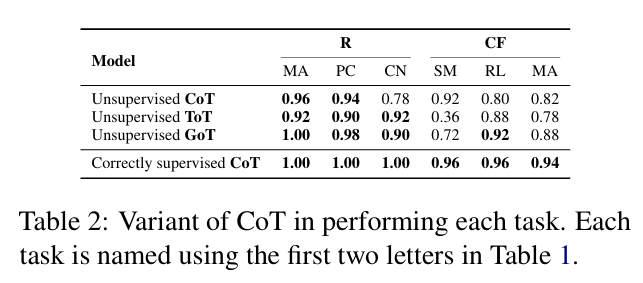 Model R CF
MA PC CN SM RL MA
Unsupervised CoT 0.96 0.94 0.78 0.92 0.80 0.82
Unsupervised ToT 0.92 0.90 0.92 0.36 0.88 0.78
Unsupervised GoT 1.00 0.98 0.90 0.72 0.92 0.88
Correctly supervised CoT 1.00 1.00 1.00 0.96 0.96 0.94
Table 2: Variant of CoT in performing each task. Each
task is named using the first two letters in Table 1.